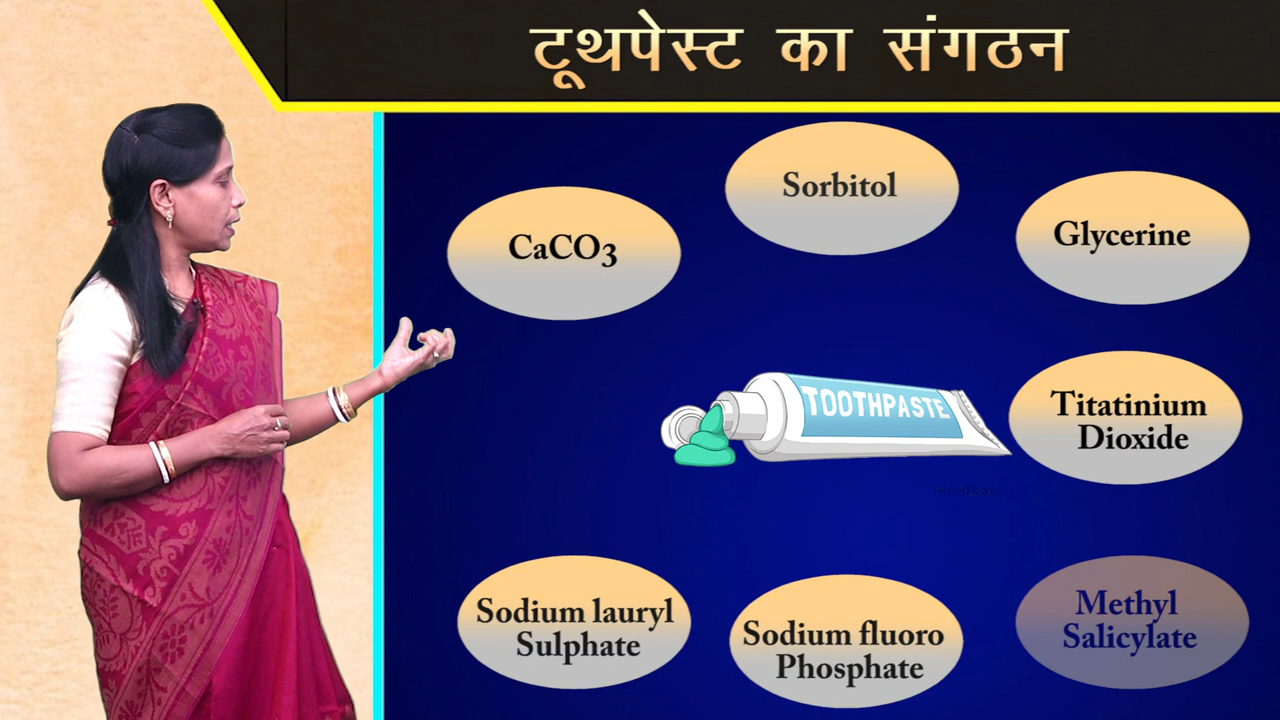 टूथपेस्ट का संगठन
Sorbitol
CaCO3
Glycerine
TOOTHPASTE
Titatinium
Dioxide
Sodium lauryl
Sulphate
Sodium fluoro
Phosphate
Methyl
Salicylate